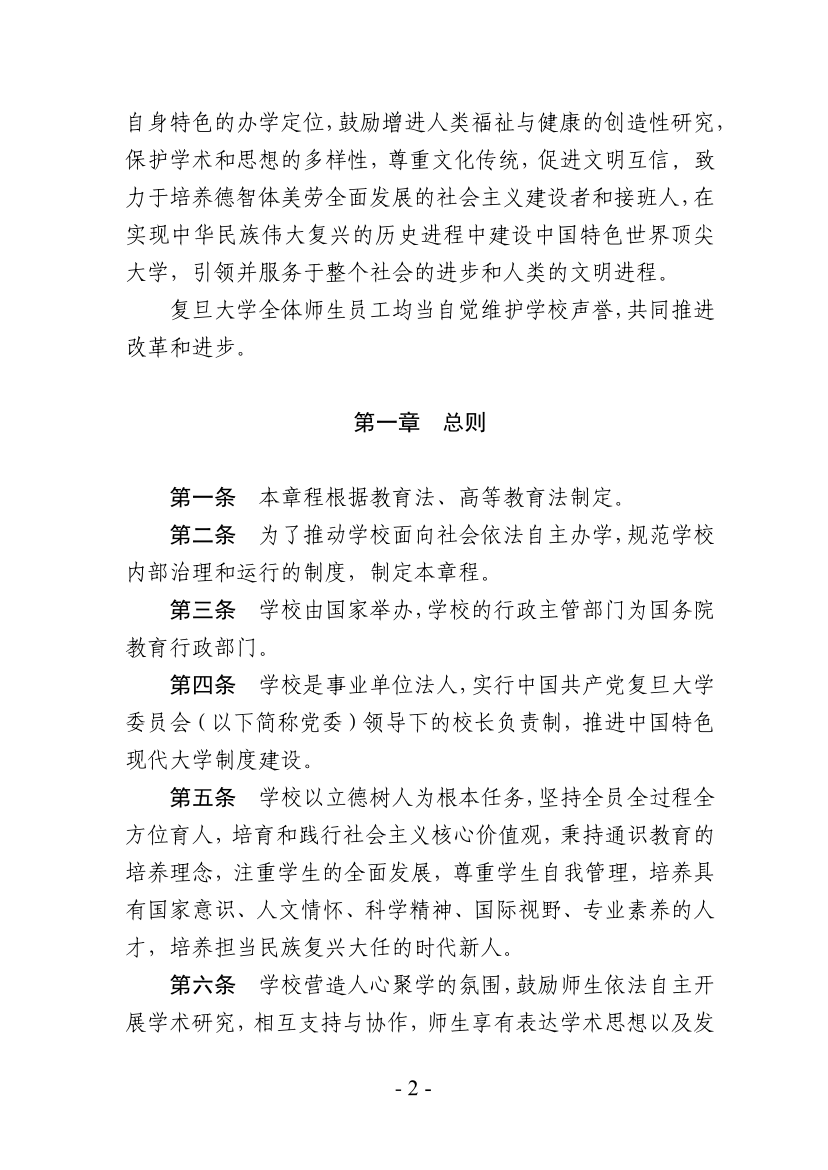 自身特色的办学定位，鼓励增进人类福祉与健康的创造性研究，
保护学术和思想的多样性，尊重文化传统，促进文明互信，致
力于培养德智体美劳全面发展的社会主义建设者和接班人，在
实现中华民族伟大复兴的历史进程中建设中国特色世界顶尖
大学，引领并服务于整个社会的进步和人类的文明进程。
复旦大学全体师生员工均当自觉维护学校声誉，共同推进
改革和进步。
第一章　总则
第一条　本章程根据教育法、高等教育法制定。
第二条　为了推动学校面向社会依法自主办学，规范学校
内部治理和运行的制度，制定本章程。
第三条　学校由国家举办，学校的行政主管部门为国务院
教育行政部门。
第四条　学校是事业单位法人，实行中国共产党复旦大学
委员会（以下简称党委）领导下的校长负责制，推进中国特色
现代大学制度建设。
第五条　学校以立德树人为根本任务，坚持全员全过程全
方位育人，培育和践行社会主义核心价值观，秉持通识教育的
培养理念，注重学生的全面发展，尊重学生自我管理，培养具
有国家意识、人文情怀、科学精神、国际视野、专业素养的人
才，培养担当民族复兴大任的时代新人。
第六条　学校营造人心聚学的氛围，鼓励师生依法自主开
展学术研究，相互支持与协作，师生享有表达学术思想以及发
- 2 -